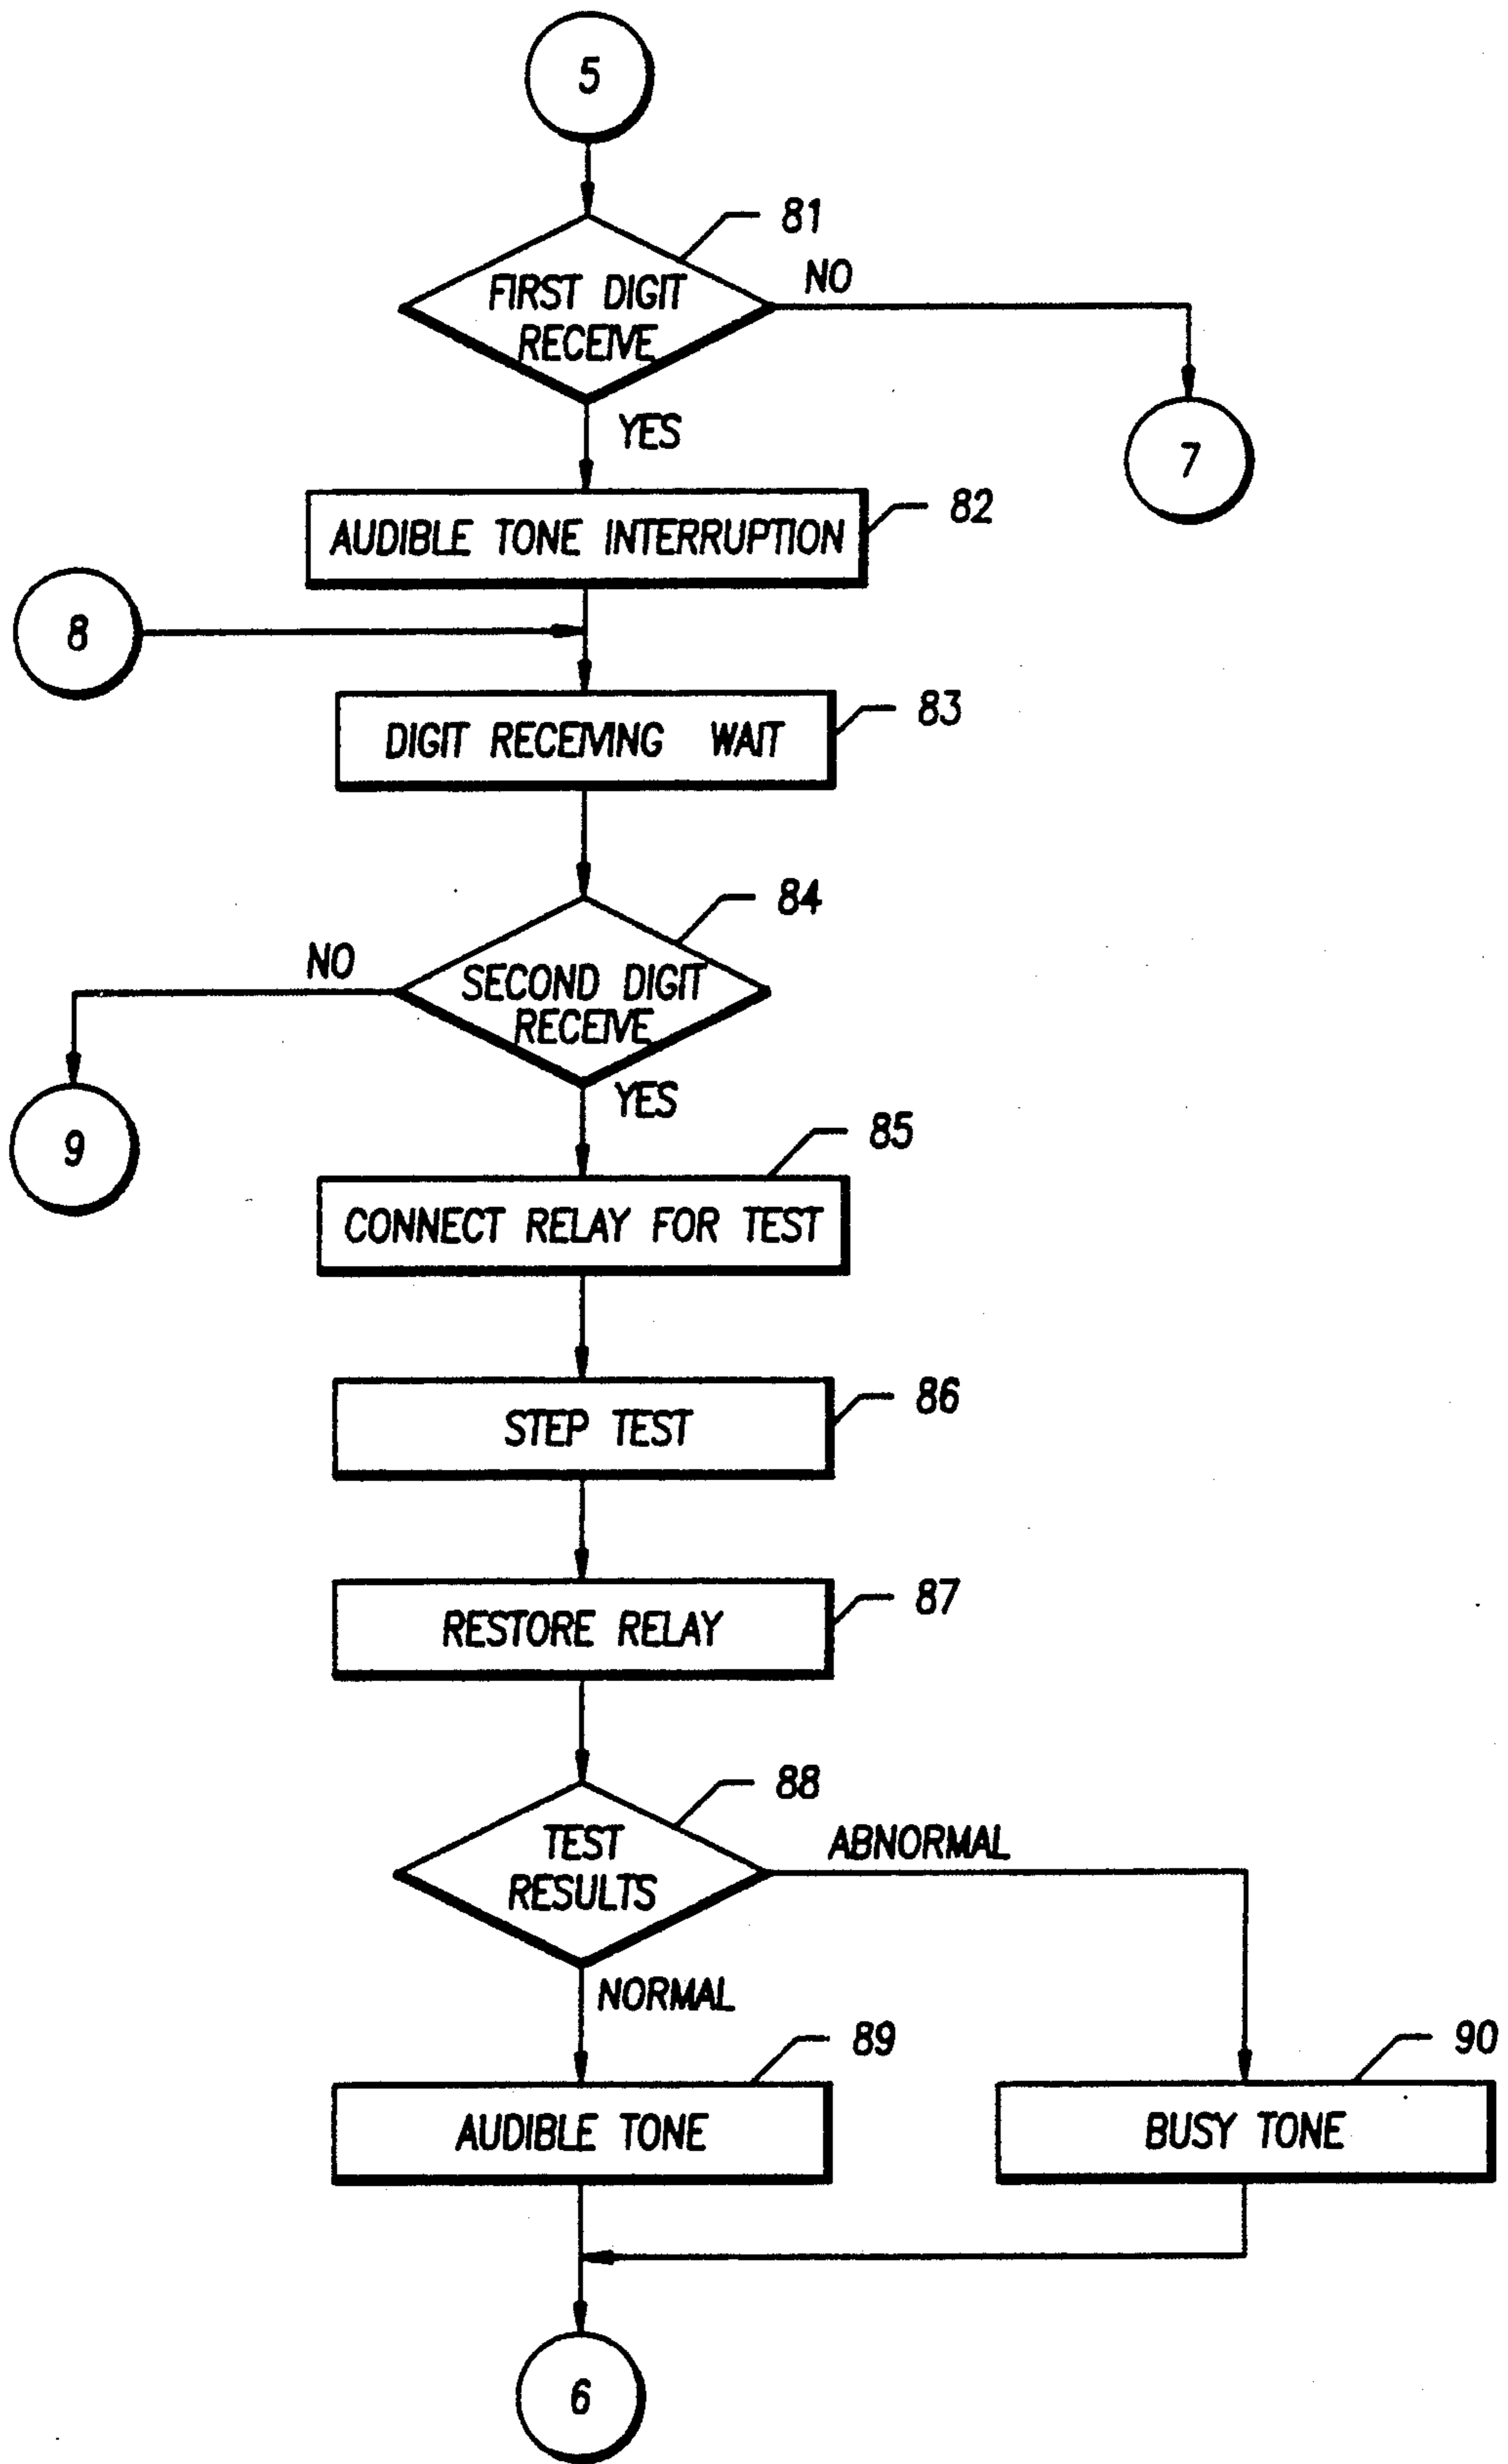 5
81
FIRST DIGIT
RECEIVE
NO
7
YES
82
AUDIBLE TONE INTERRUPTION
8
83
DIGIT RECEIVING WAIT
84
NO
SECOND DIGIT
RECEIVE
9
YES
85
CONNECT RELAY FOR TEST
86
STEP TEST
87
RESTORE RELAY
88
TEST
RESULTS
ABNORMAL
NORMAL
89
90
AUDIBLE TONE
BUSY TONE
6